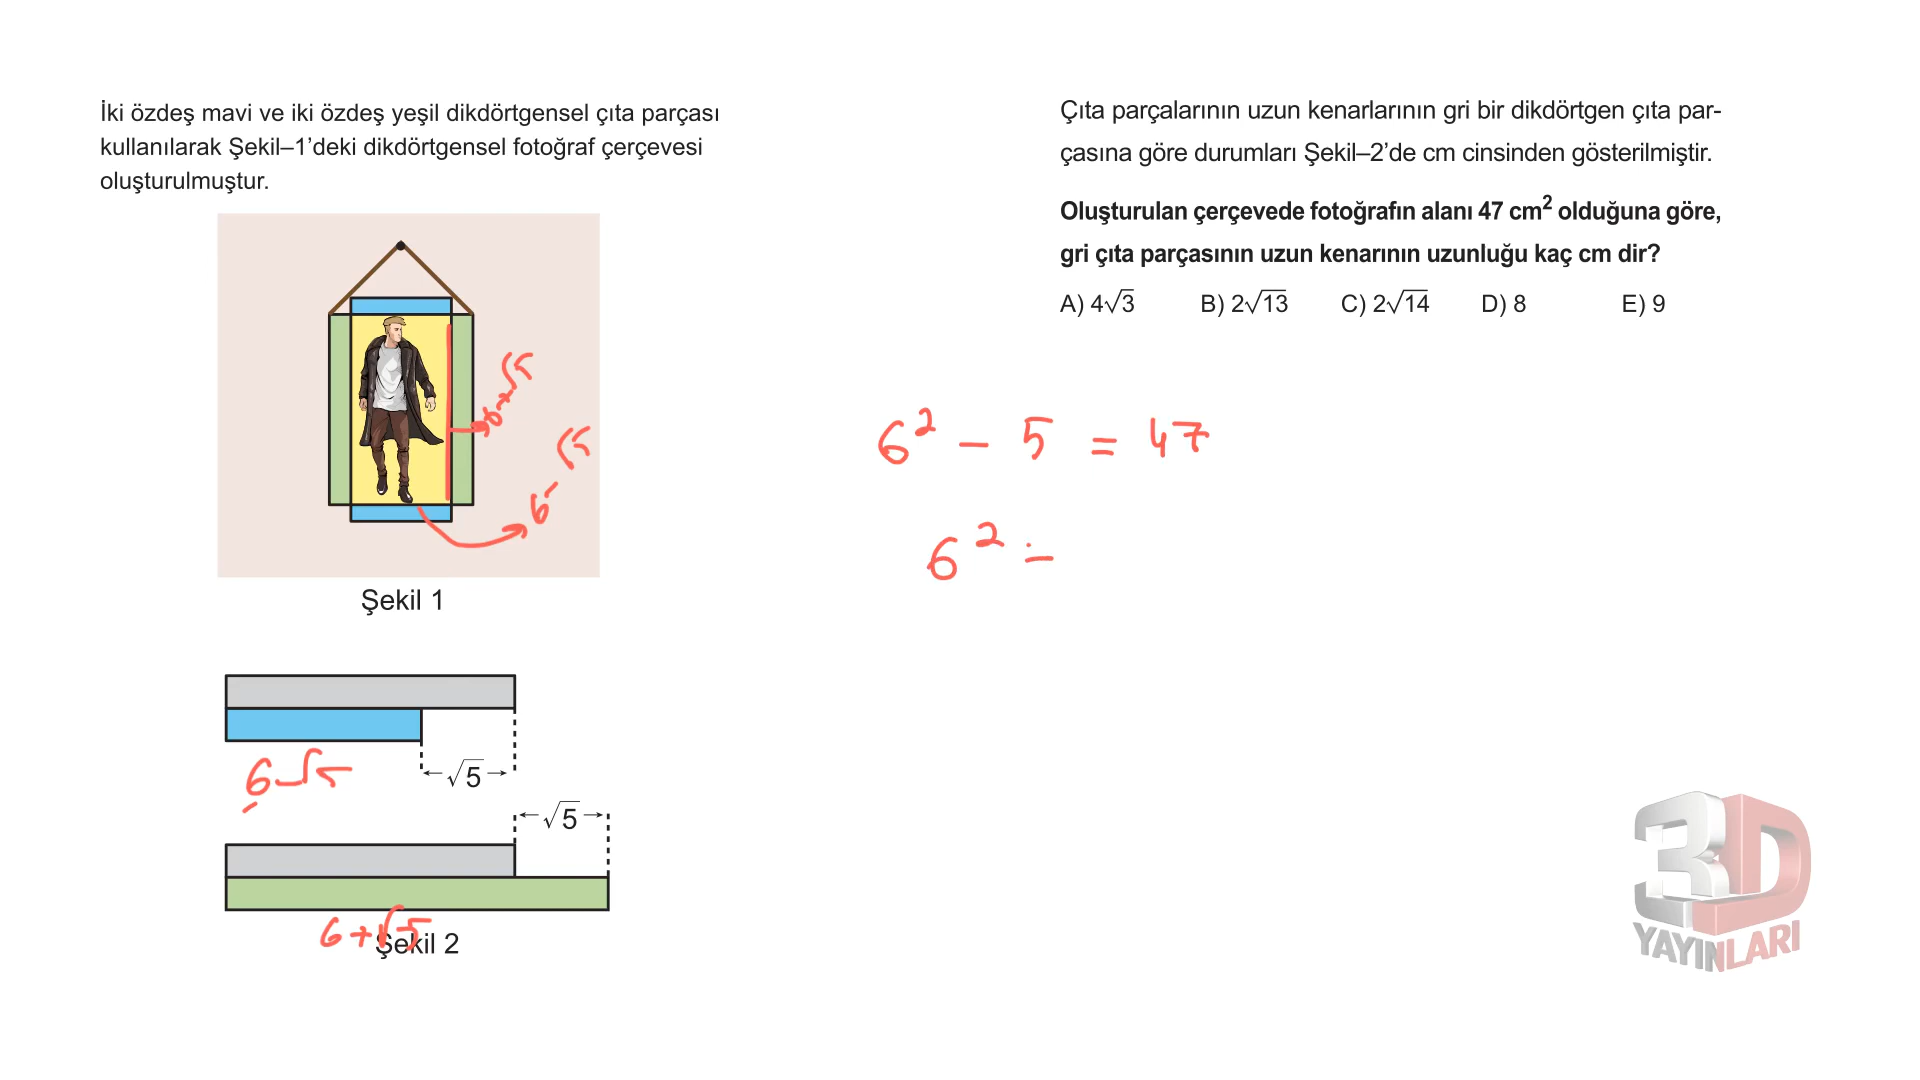 İki özdeş mavi ve iki özdeş yeşil dikdörtgensel çıta parçası
kullanılarak Şekil–1’deki dikdörtgensel fotoğraf çerçevesi
oluşturulmuştur.
6+√5
6-√5
Şekil 1
6-√5
√5
√5
6+√5
Şekil 2
Çıta parçalarının uzun kenarlarının gri bir dikdörtgen çıta par-
çasına göre durumları Şekil–2’de cm cinsinden gösterilmiştir.
Oluşturulan çerçevede fotoğrafın alanı 47 cm² olduğuna göre,
gri çıta parçasının uzun kenarının uzunluğu kaç cm dir?
A) 4√3 B) 2√13 C) 2√14 D) 8 E) 9
6² - 5 = 47
6² =
3D
YAYINLARI